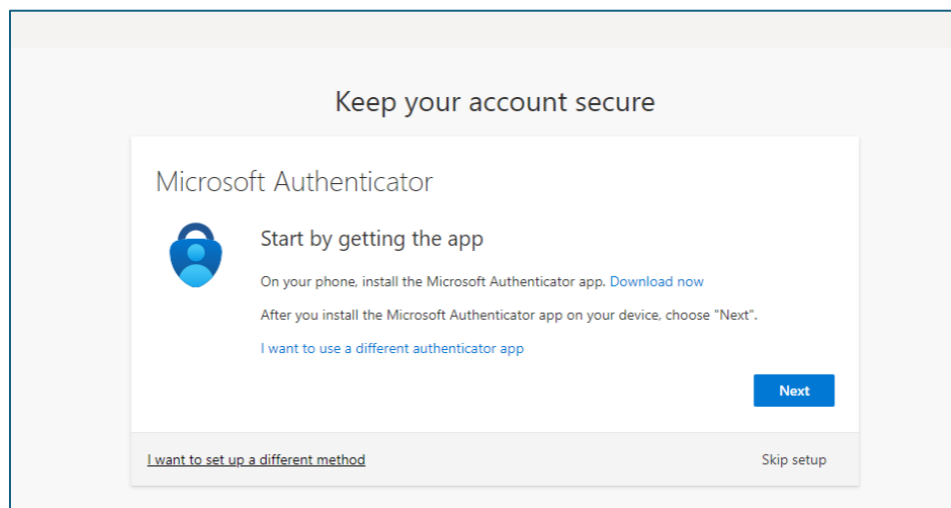 Keep your account secure
Microsoft Authenticator
Start by getting the app
On your phone, install the Microsoft Authenticator app. Download now
After you install the Microsoft Authenticator app on your device, choose "Next".
I want to use a different authenticator app
Next
I want to set up a different method
Skip setup